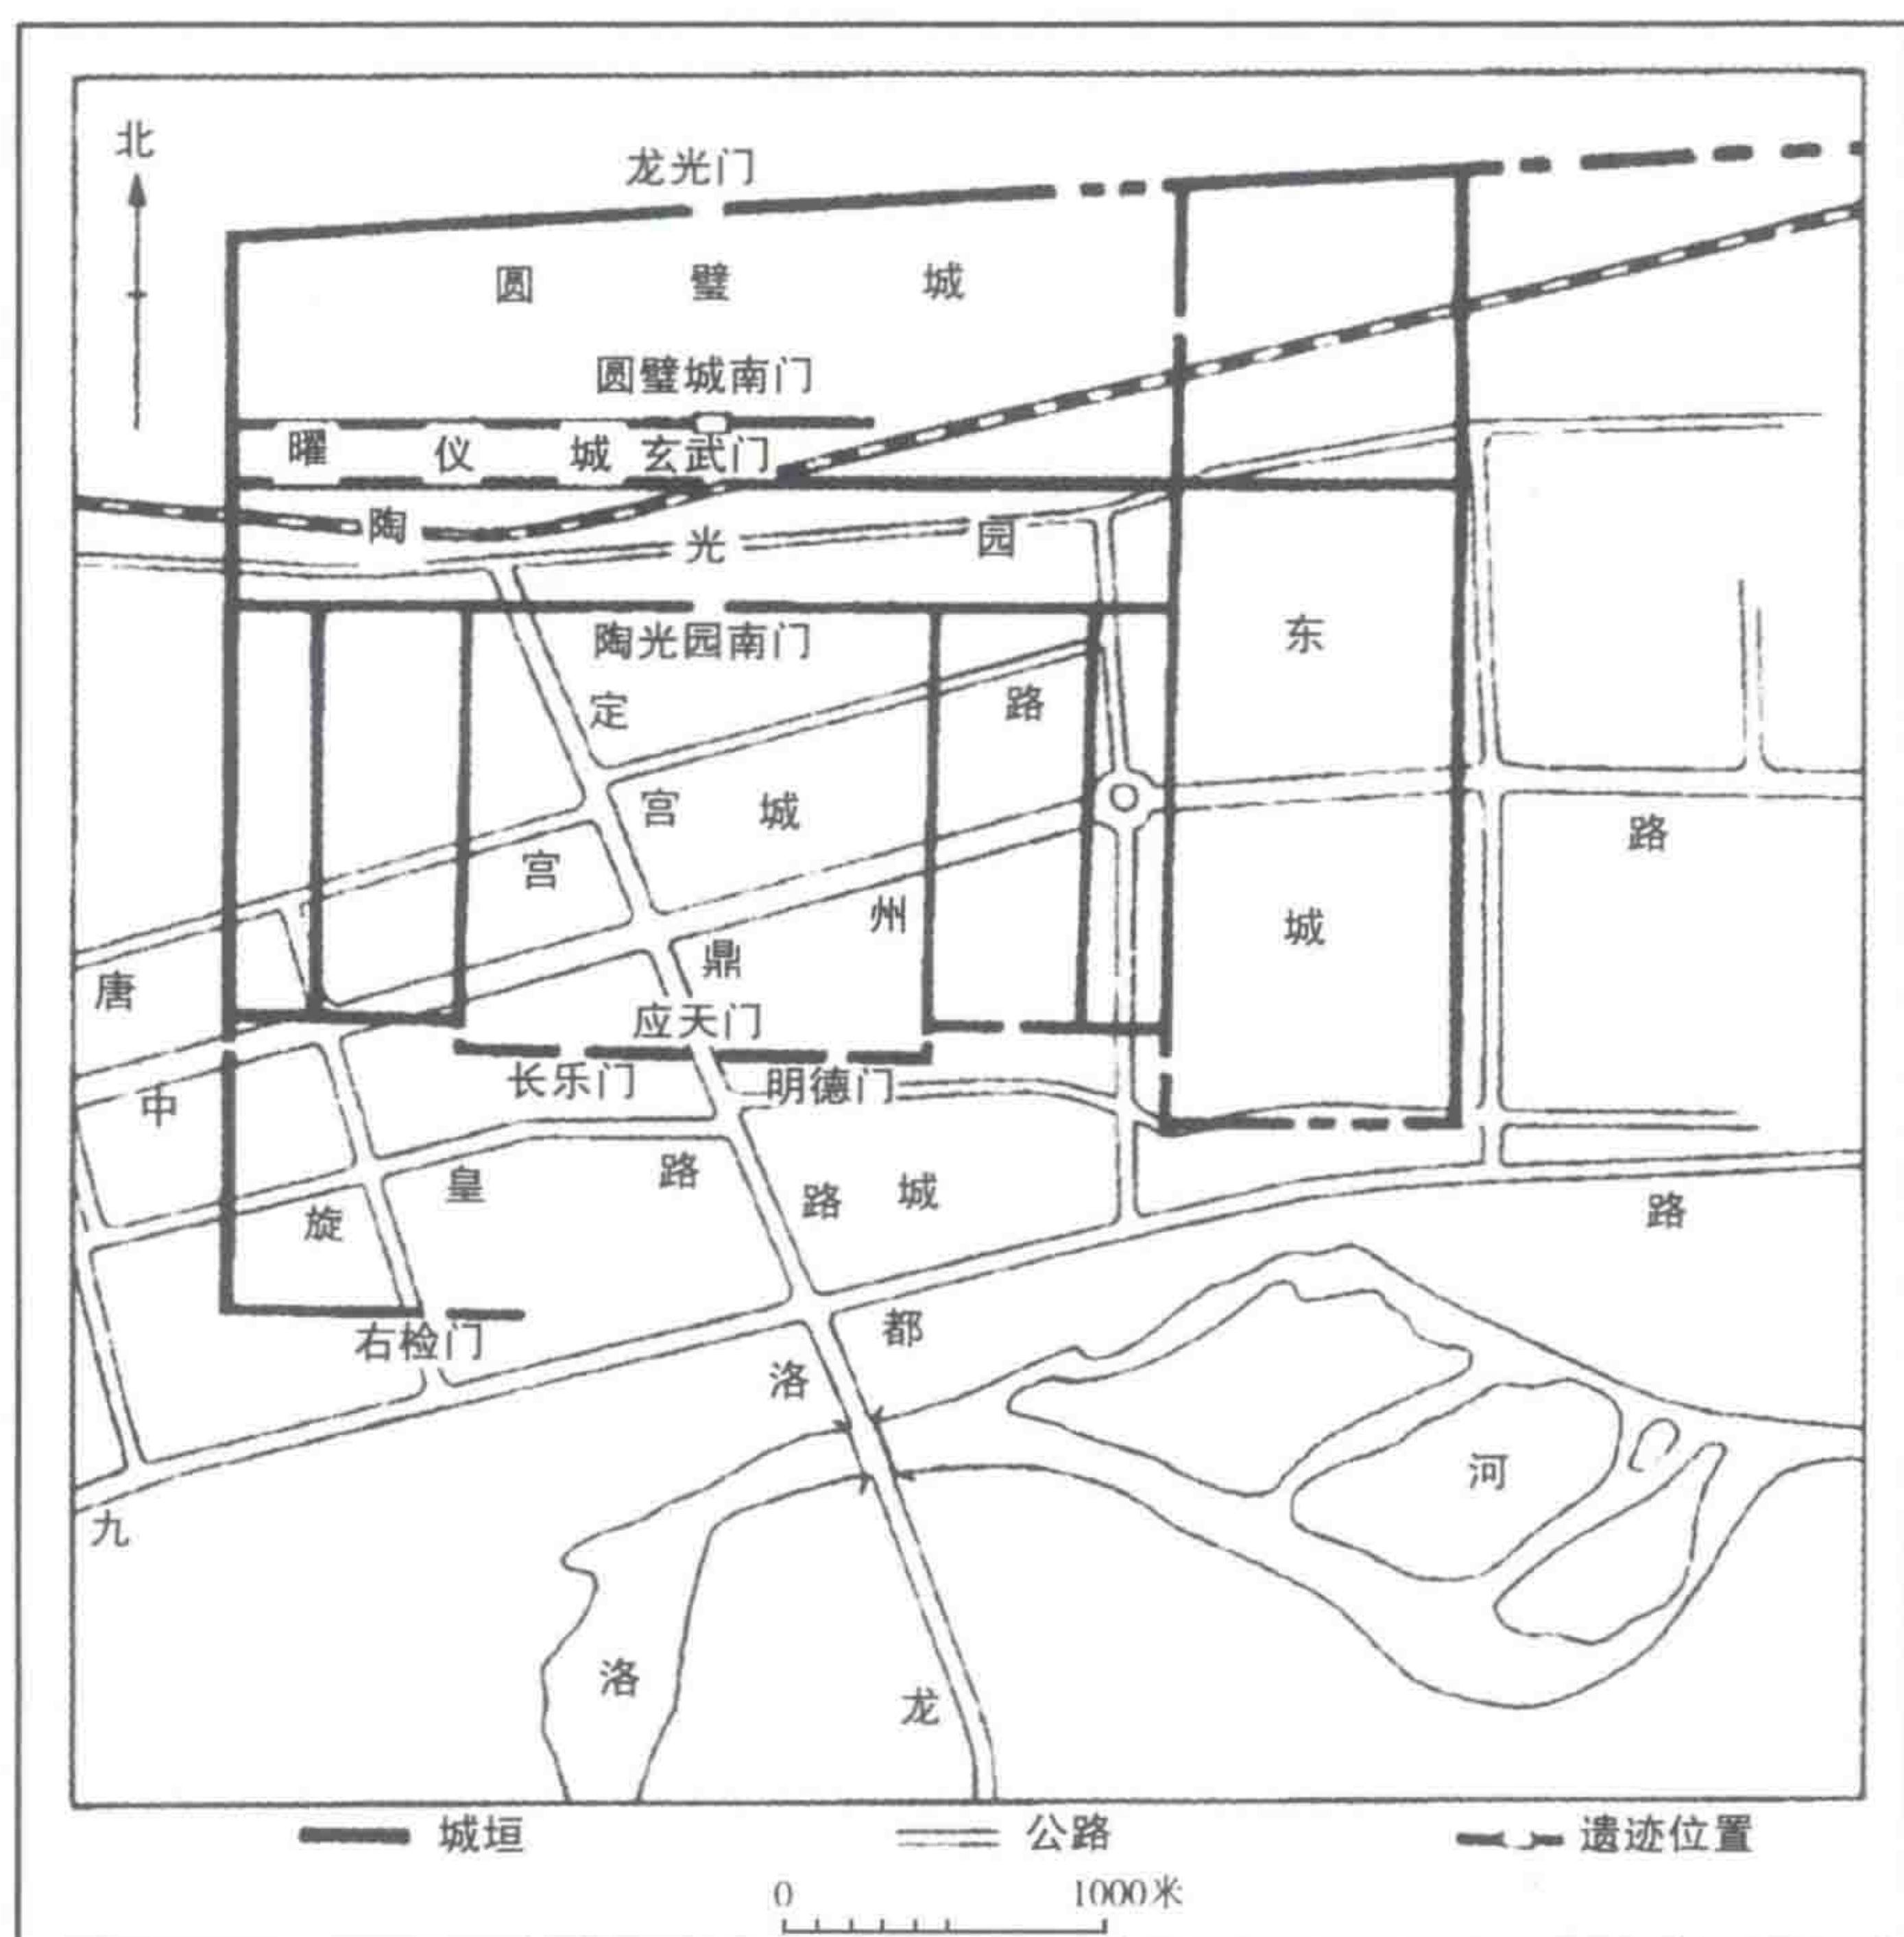 北
龙光门
圆 璧 城
圆璧城南门
曜 仪 城 玄武门
陶 光 园
陶光园南门
东
定
路
宫 城
路
宫
州
城
鼎
唐
应天门
长乐门
明德门
中
皇
路
路 城
旋
路
右检门
都
洛
河
九
洛
龙
城垣
公路
遗迹位置
0 1000米